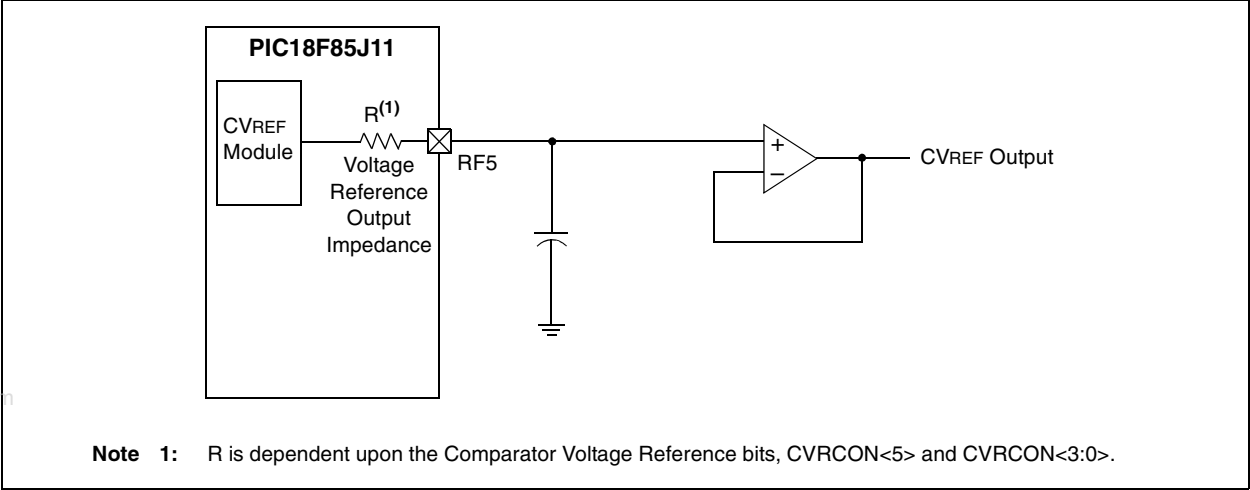 PIC18F85J11
CVREF
Module
R(1)
Voltage
Reference
Output
Impedance
RF5
+
–
CVREF Output
m
Note 1: R is dependent upon the Comparator Voltage Reference bits, CVRCON<5> and CVRCON<3:0>.